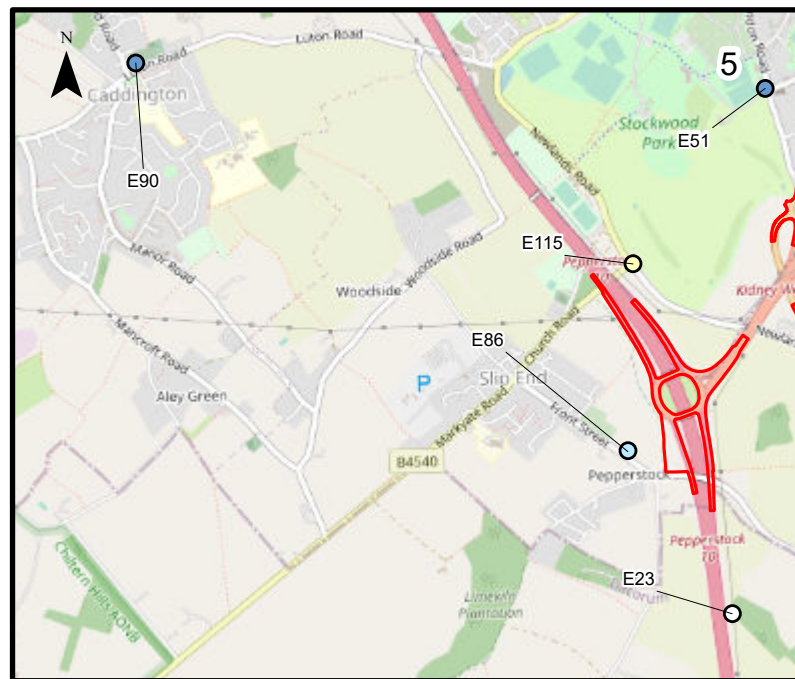 N
Luton Road
Caddington
E90
5
E51
Stockwood
Park
Newlands Road
E115
Manor Road
Woodside Road
Woodside
Mancroft Road
Aley Green
E86
P
Church Road
Slip End
Front Street
Markyate Road
B4540
Pepperstock
Pepperstock
10
E23
Limekiln
Plantation
Chiltern Hills AONB